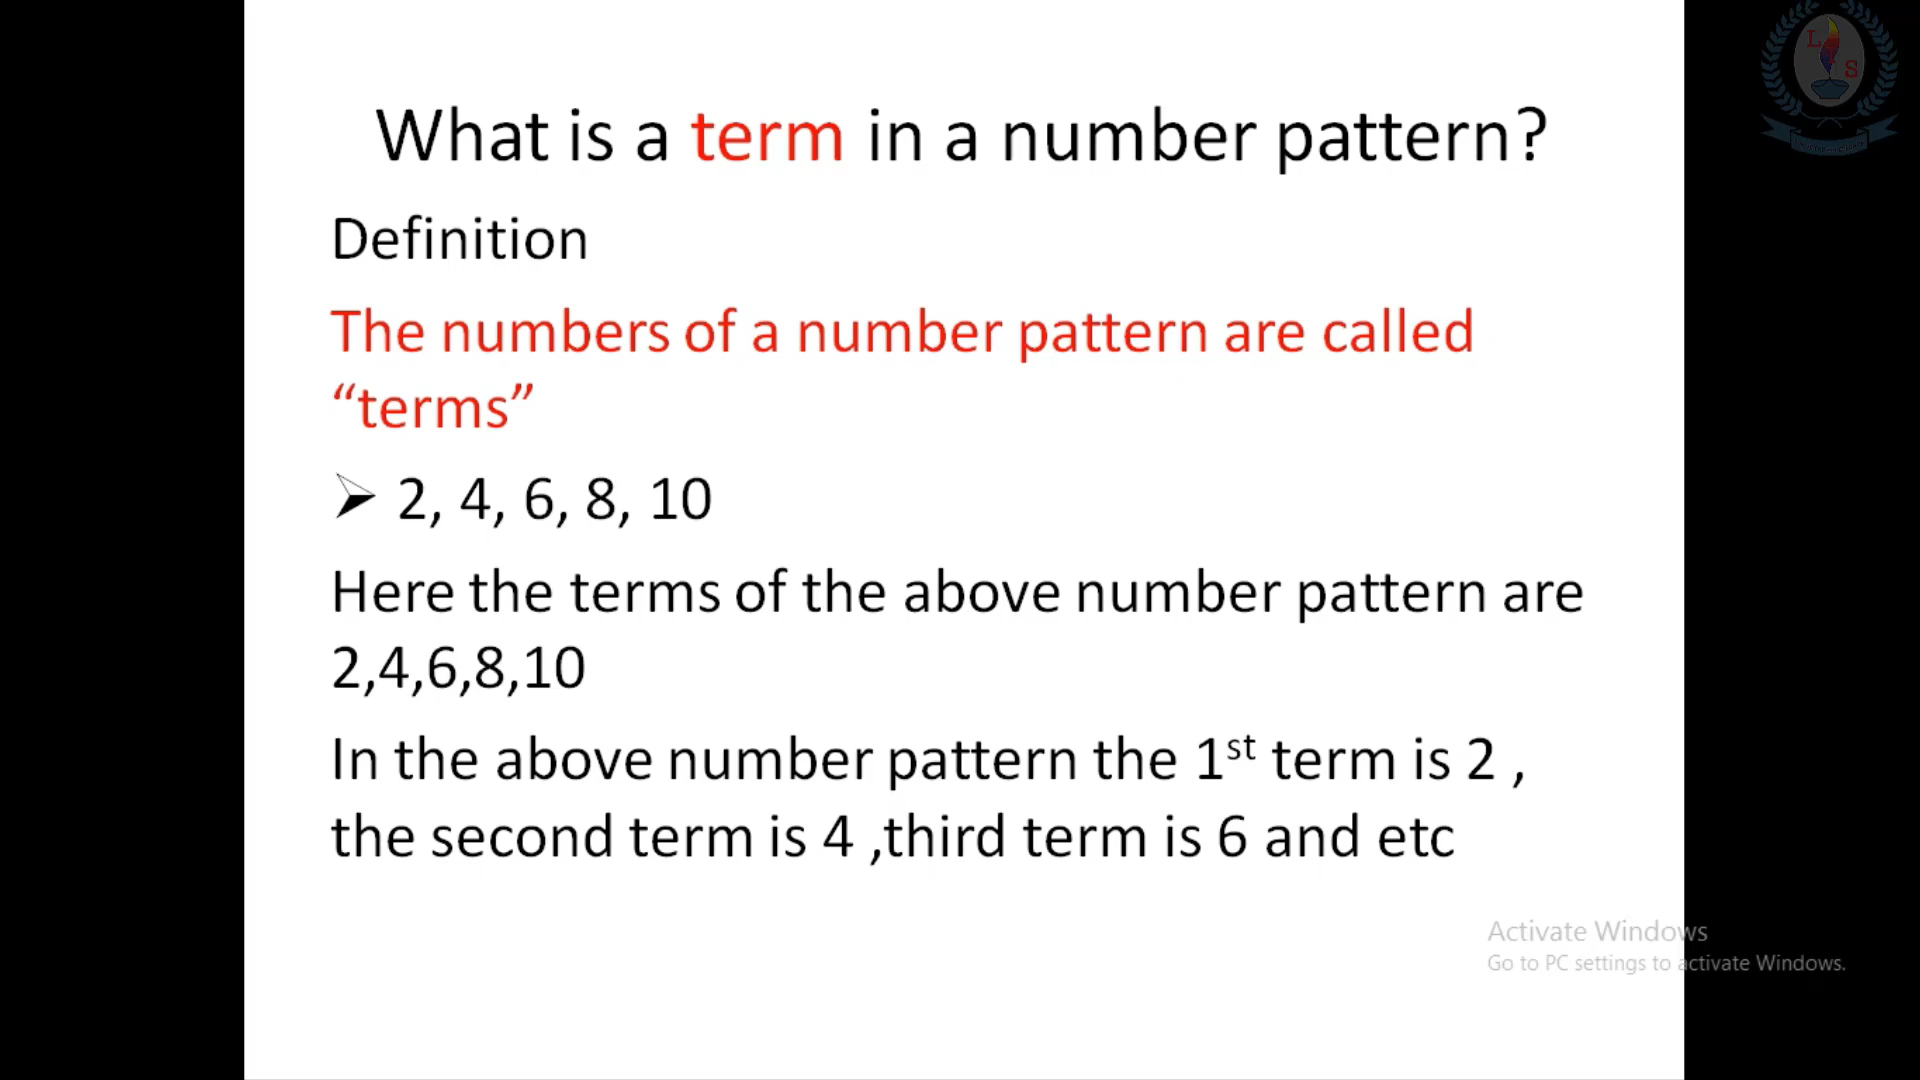 What is a term in a number pattern?
Definition
The numbers of a number pattern are called
“terms”
2, 4, 6, 8, 10
Here the terms of the above number pattern are
2,4,6,8,10
In the above number pattern the 1st term is 2 ,
the second term is 4 ,third term is 6 and etc
Activate Windows
Go to PC settings to activate Windows.
L
S